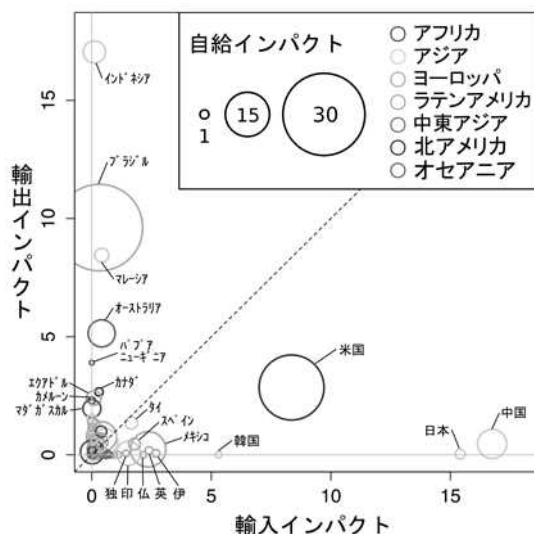 自給インパクト
1
15
30
アフリカ
アジア
ヨーロッパ
ラテンアメリカ
中東アジア
北アメリカ
オセアニア
輸出インパクト
15
10
5
0
インドネシア
ブラジル
マレーシア
オーストラリア
パプア
ニューギニア
エクアドル
カナダ
カメルーン
マダガスカル
タイ
スペイン
メキシコ
韓国
米国
日本
中国
独 印 仏 英 伊
0 5 10 15
輸入インパクト